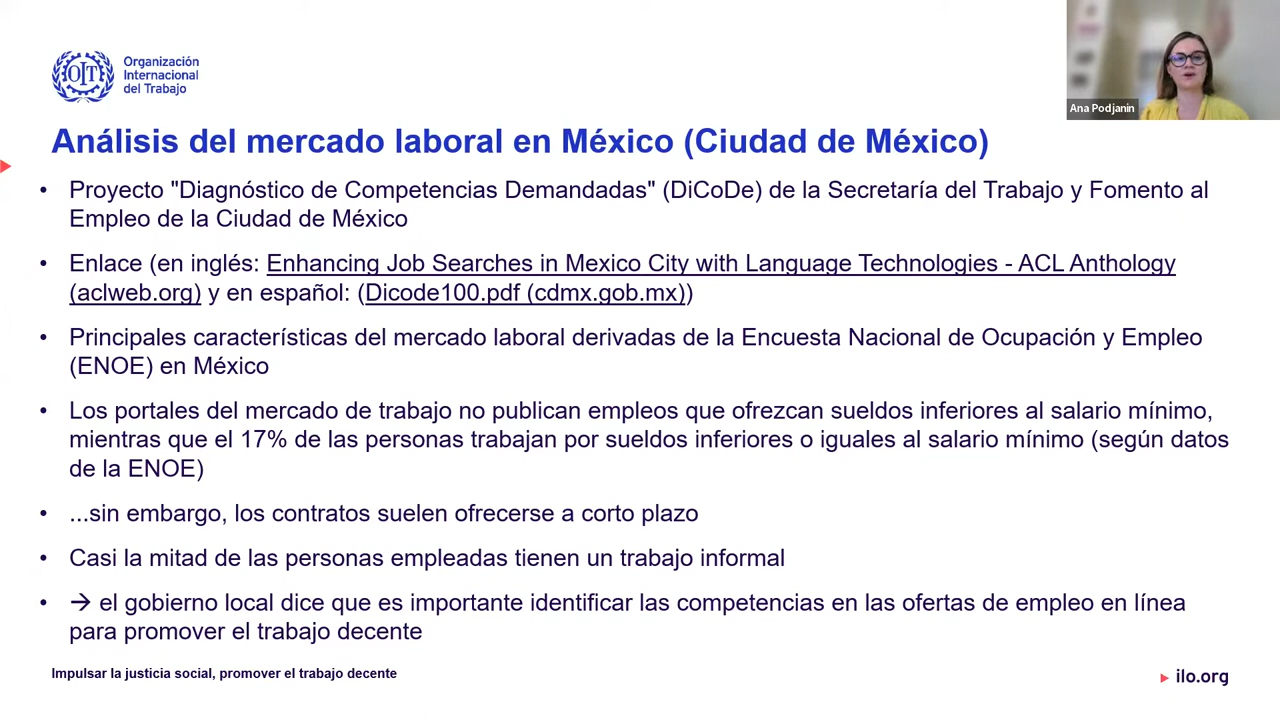 OIT
Organización
Internacional
del Trabajo
Ana Podjanin
Análisis del mercado laboral en México (Ciudad de México)
• Proyecto "Diagnóstico de Competencias Demandadas" (DiCoDe) de la Secretaría del Trabajo y Fomento al
Empleo de la Ciudad de México
• Enlace (en inglés: Enhancing Job Searches in Mexico City with Language Technologies - ACL Anthology
(aclweb.org) y en español: (Dicode100.pdf (cdmx.gob.mx))
• Principales características del mercado laboral derivadas de la Encuesta Nacional de Ocupación y Empleo
(ENOE) en México
• Los portales del mercado de trabajo no publican empleos que ofrezcan sueldos inferiores al salario mínimo,
mientras que el 17% de las personas trabajan por sueldos inferiores o iguales al salario mínimo (según datos
de la ENOE)
• ...sin embargo, los contratos suelen ofrecerse a corto plazo
• Casi la mitad de las personas empleadas tienen un trabajo informal
• → el gobierno local dice que es importante identificar las competencias en las ofertas de empleo en línea
para promover el trabajo decente
Impulsar la justicia social, promover el trabajo decente
ilo.org